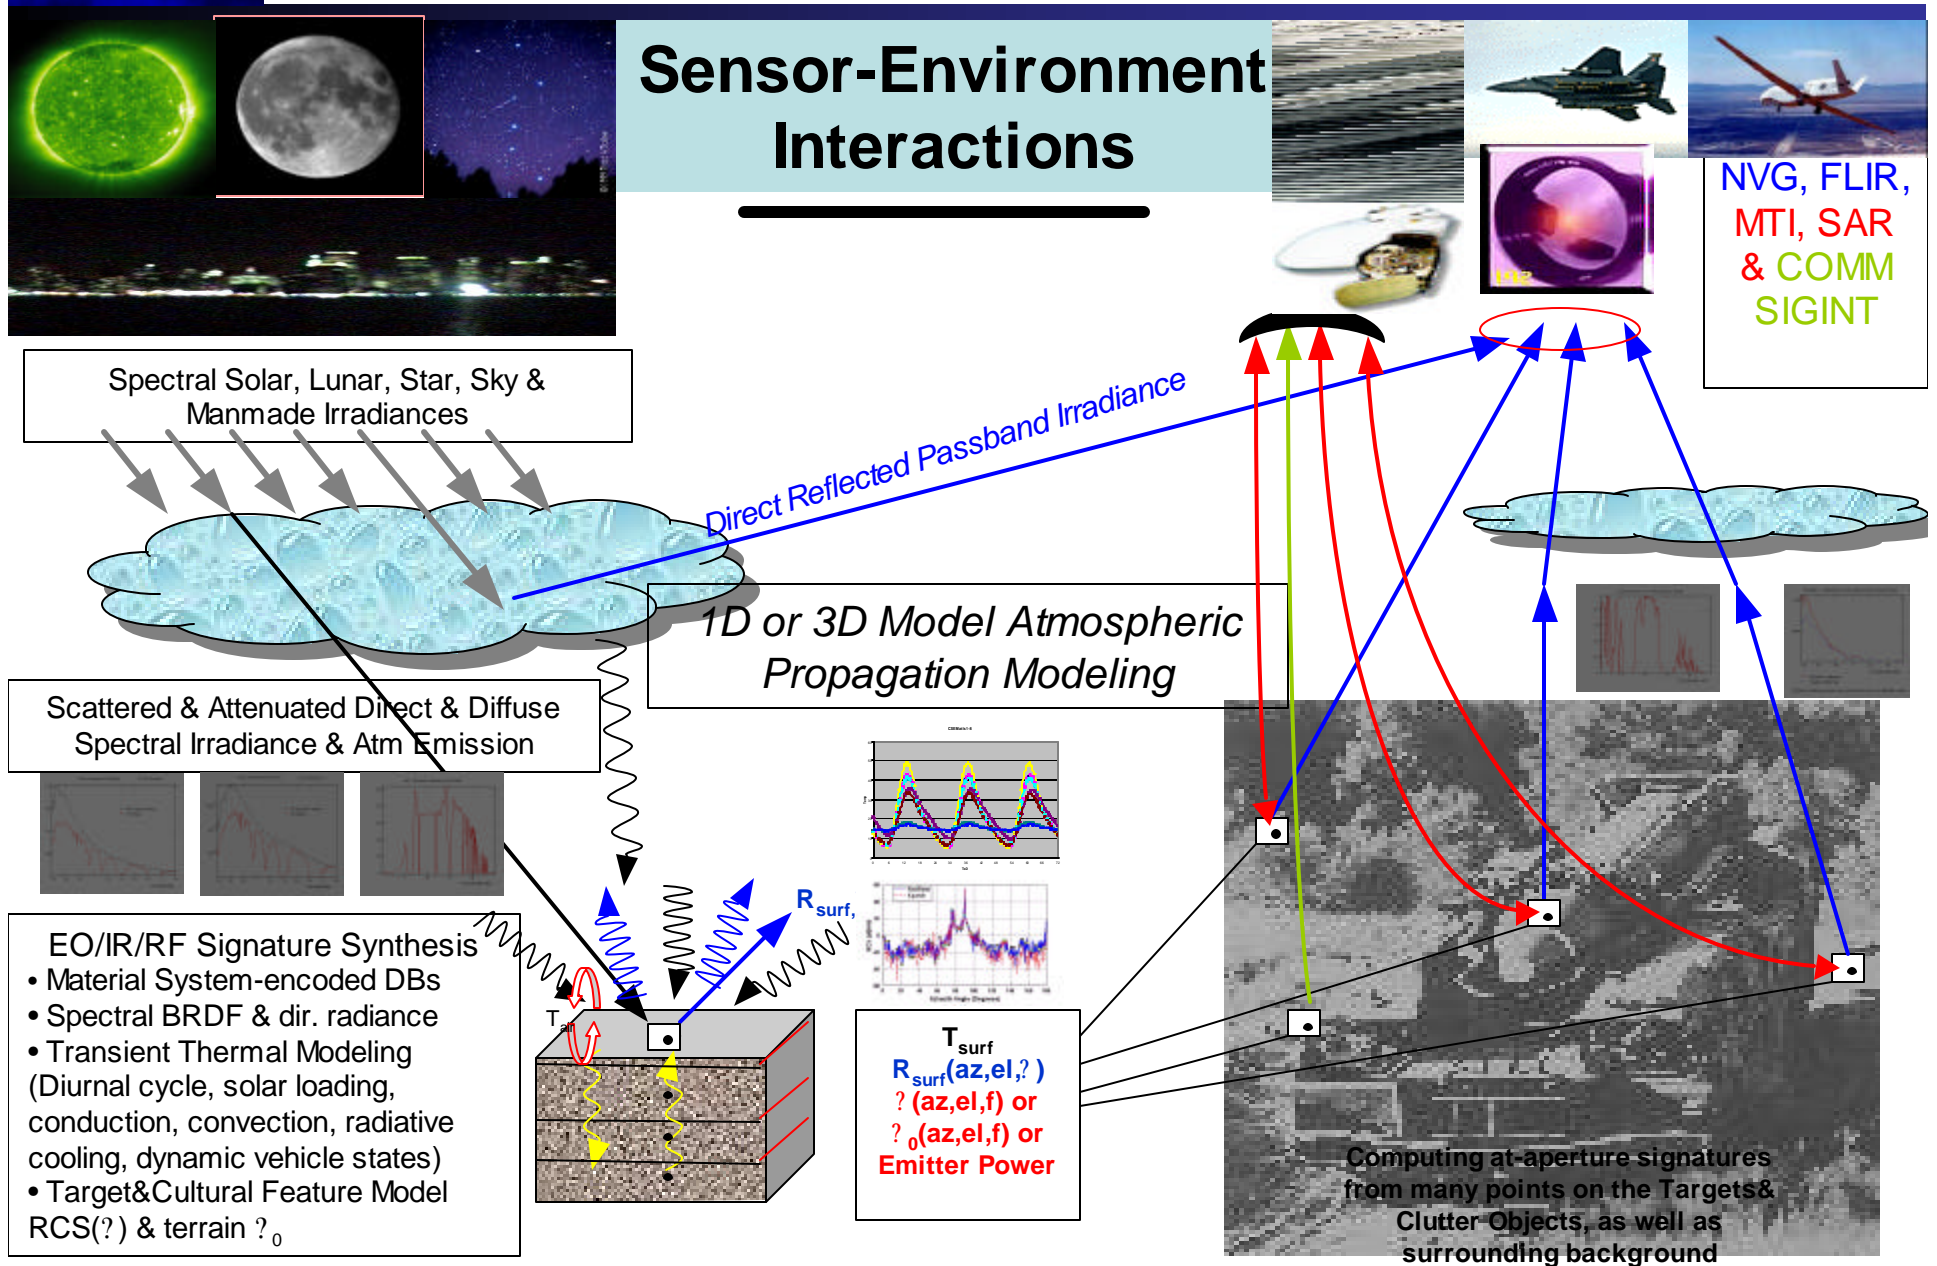 Sensor-Environment
Interactions
NVG, FLIR,
MTI, SAR
& COMM
SIGINT
Spectral Solar, Lunar, Star, Sky &
Manmade Irradiances
Direct Reflected Passband Irradiance
1D or 3D Model Atmospheric
Propagation Modeling
Scattered & Attenuated Direct & Diffuse
Spectral Irradiance & Atm Emission
EO/IR/RF Signature Synthesis
• Material System-encoded DBs
• Spectral BRDF & dir. radiance
• Transient Thermal Modeling
(Diurnal cycle, solar loading,
conduction, convection, radiative
cooling, dynamic vehicle states)
• Target&Cultural Feature Model
RCS(?) & terrain ?0
Tair
Rsurf,
Azimuth Angle (Degrees)
Tsurf
Rsurf(az,el,?)
?(az,el,f) or
?0(az,el,f) or
Emitter Power
Computing at-aperture signatures
from many points on the Targets&
Clutter Objects, as well as
surrounding background